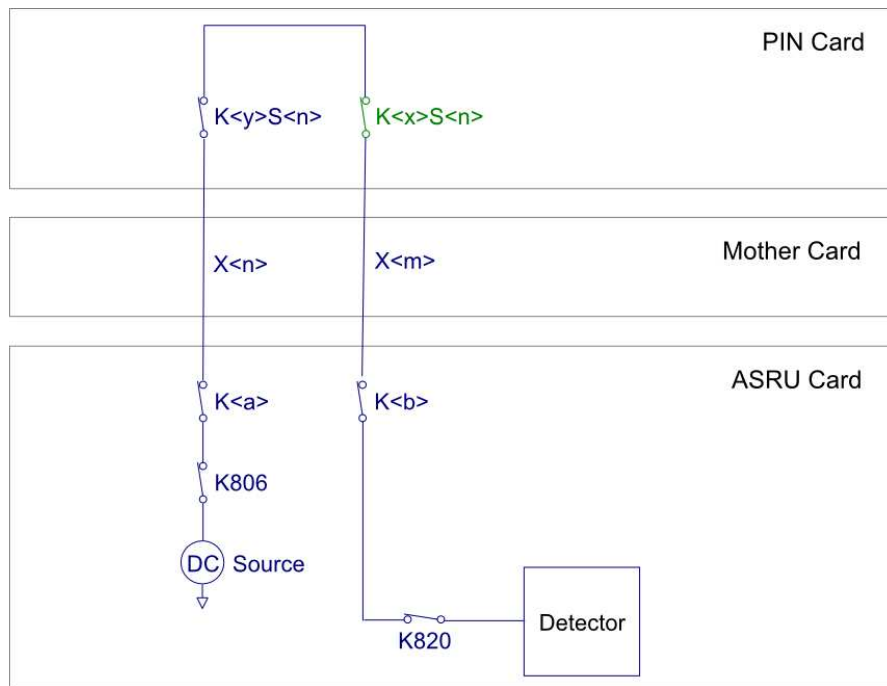 PIN Card
K<y>S<n>
K<x>S<n>
Mother Card
X<n>
X<m>
ASRU Card
K<a>
K<b>
K806
DC Source
Detector
K820